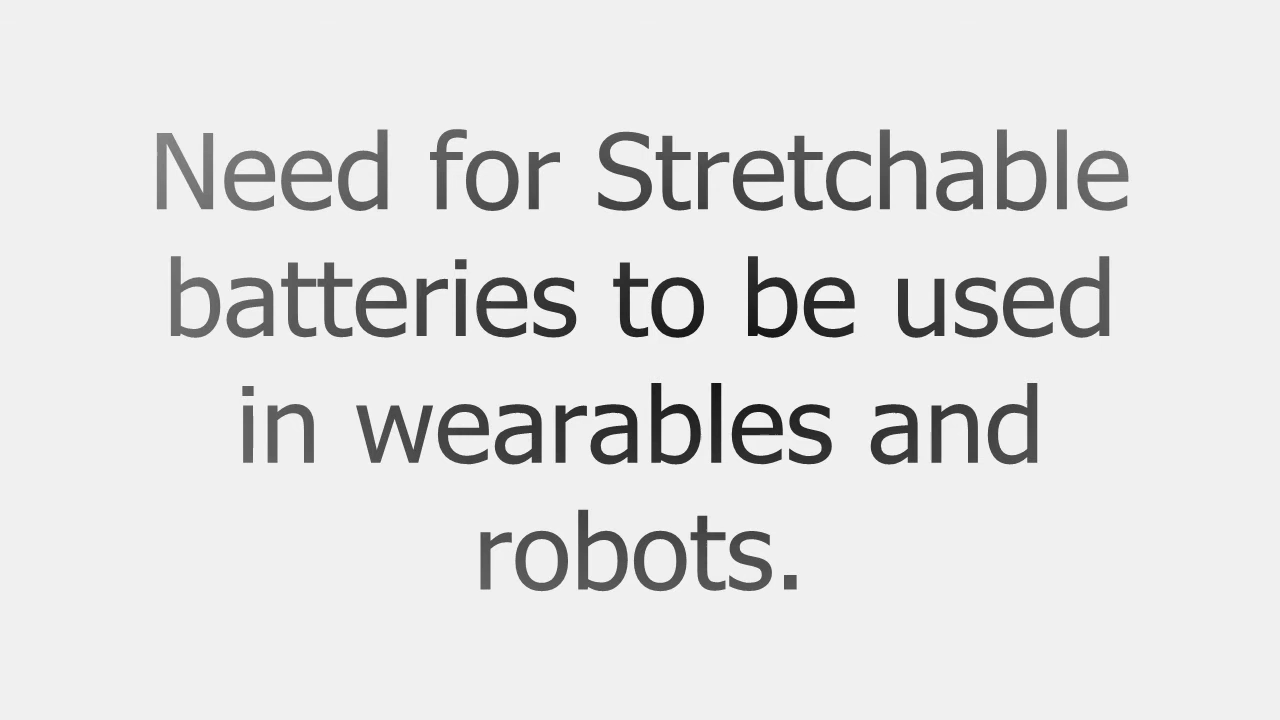 Need for Stretchable
batteries to be used
in wearables and
robots.